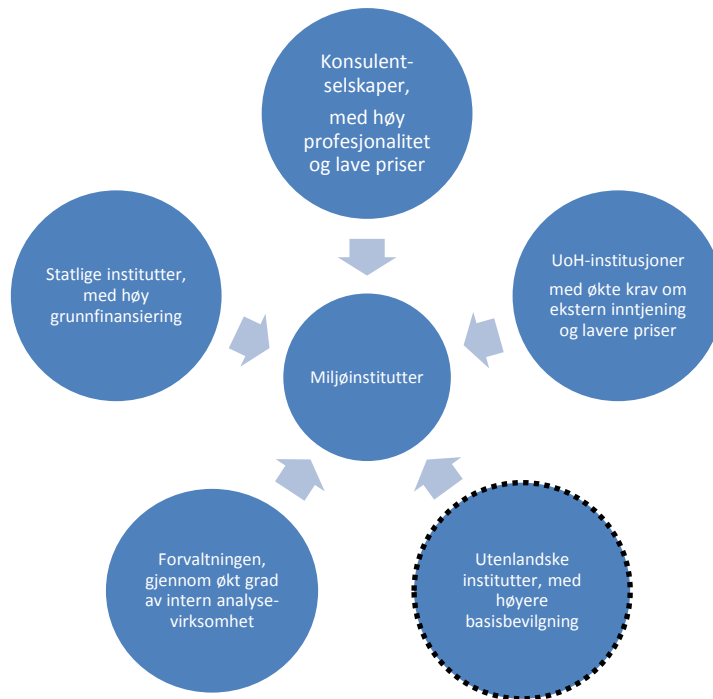 Konsulent-
selskaper,
med høy
profesjonalitet
og lave priser
Statlige institutter,
med høy
grunnfinansiering
UoH-institusjoner
med økte krav om
ekstern inntjening
og lavere priser
Miljøinstitutter
Forvaltningen,
gjennom økt grad
av intern analyse-
virksomhet
Utenlandske
institutter, med
høyere
basisbevilgning